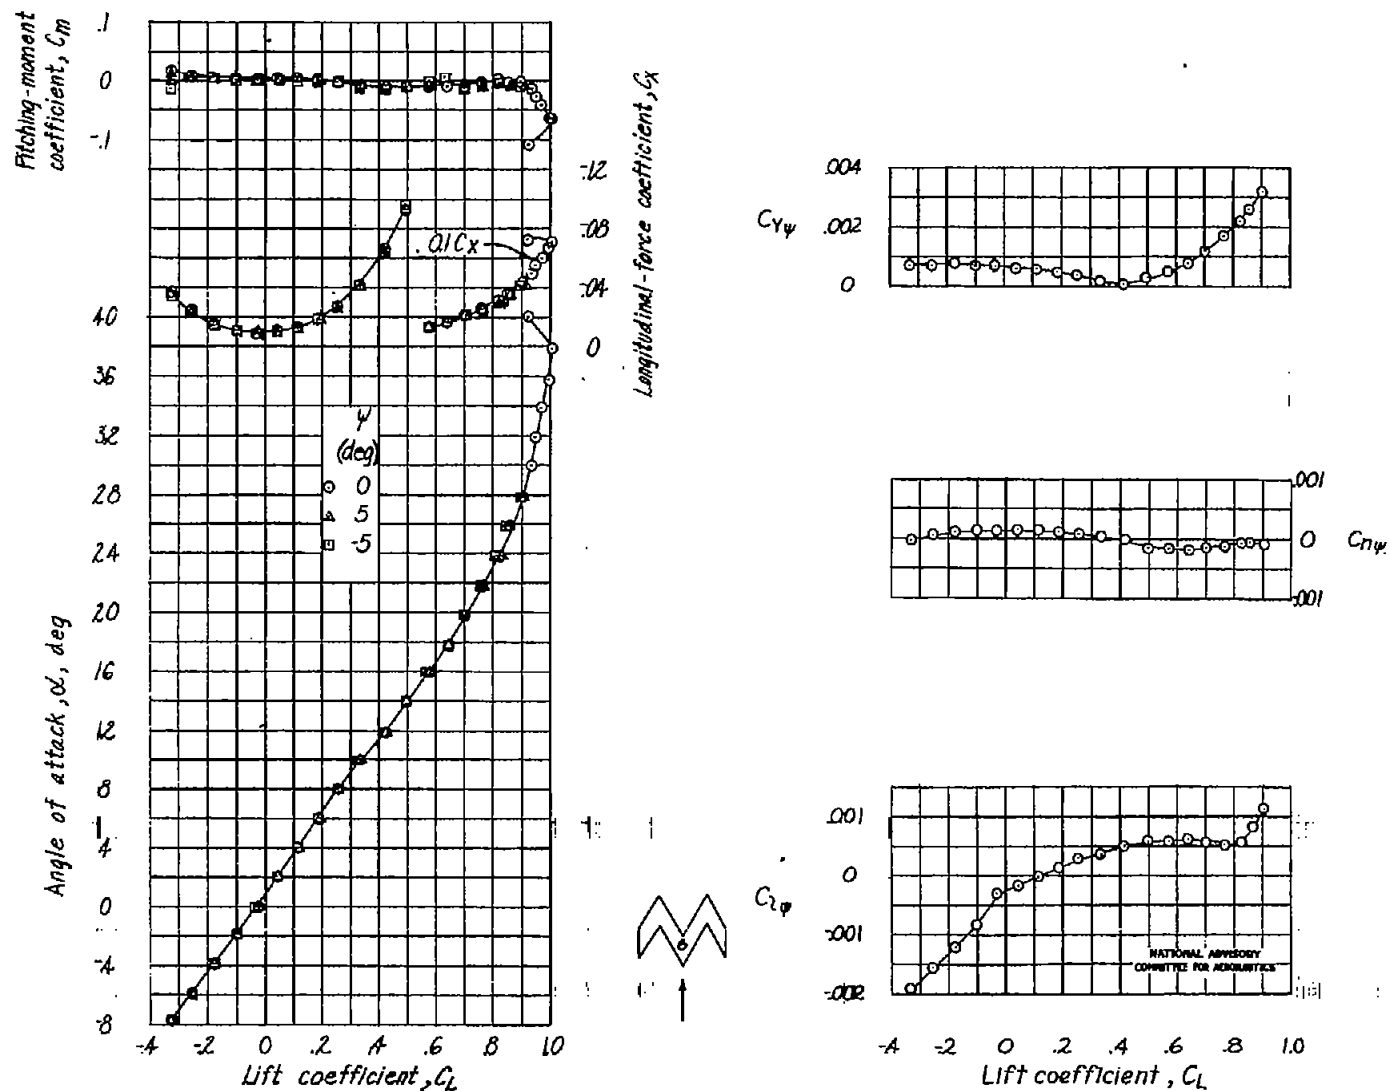 Pitching-moment
coefficient, Cm
.1
0
-.1
Longitudinal-force coefficient, Cx
-.12
-.08
-.04
0
.01Cx
Angle of attack, α, deg
40
36
32
28
24
20
16
12
8
4
0
-4
-8
ψ
(deg)
0
5
-5
-.4 -.2 0 .2 .4 .6 .8 1.0
Lift coefficient, CL
6
CYψ
.004
.002
0
.001
0
-.001
Cnψ
Clψ
.001
0
-.001
-.002
NATIONAL ADVISORY
COMMITTEE FOR AERONAUTICS
-.4 -.2 0 .2 .4 .6 .8 1.0
Lift coefficient, CL